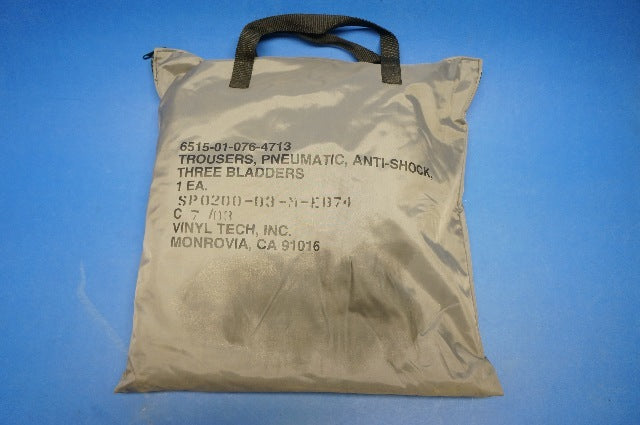 6515-01-076-4713
TROUSERS, PNEUMATIC, ANTI-SHOCK,
THREE BLADDERS
1 EA.
SP0200-03-M-EB74
C 7 /03
VINYL TECH, INC.
MONROVIA, CA 91016